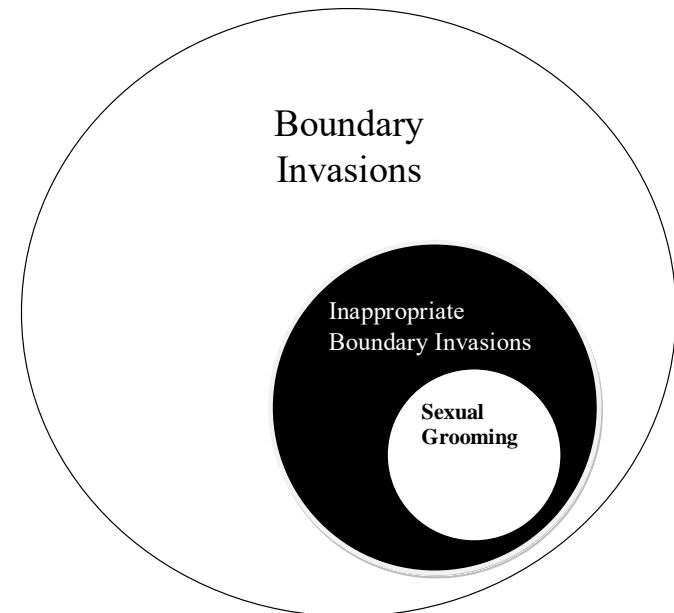 Boundary
Invasions
Inappropriate
Boundary Invasions
Sexual
Grooming